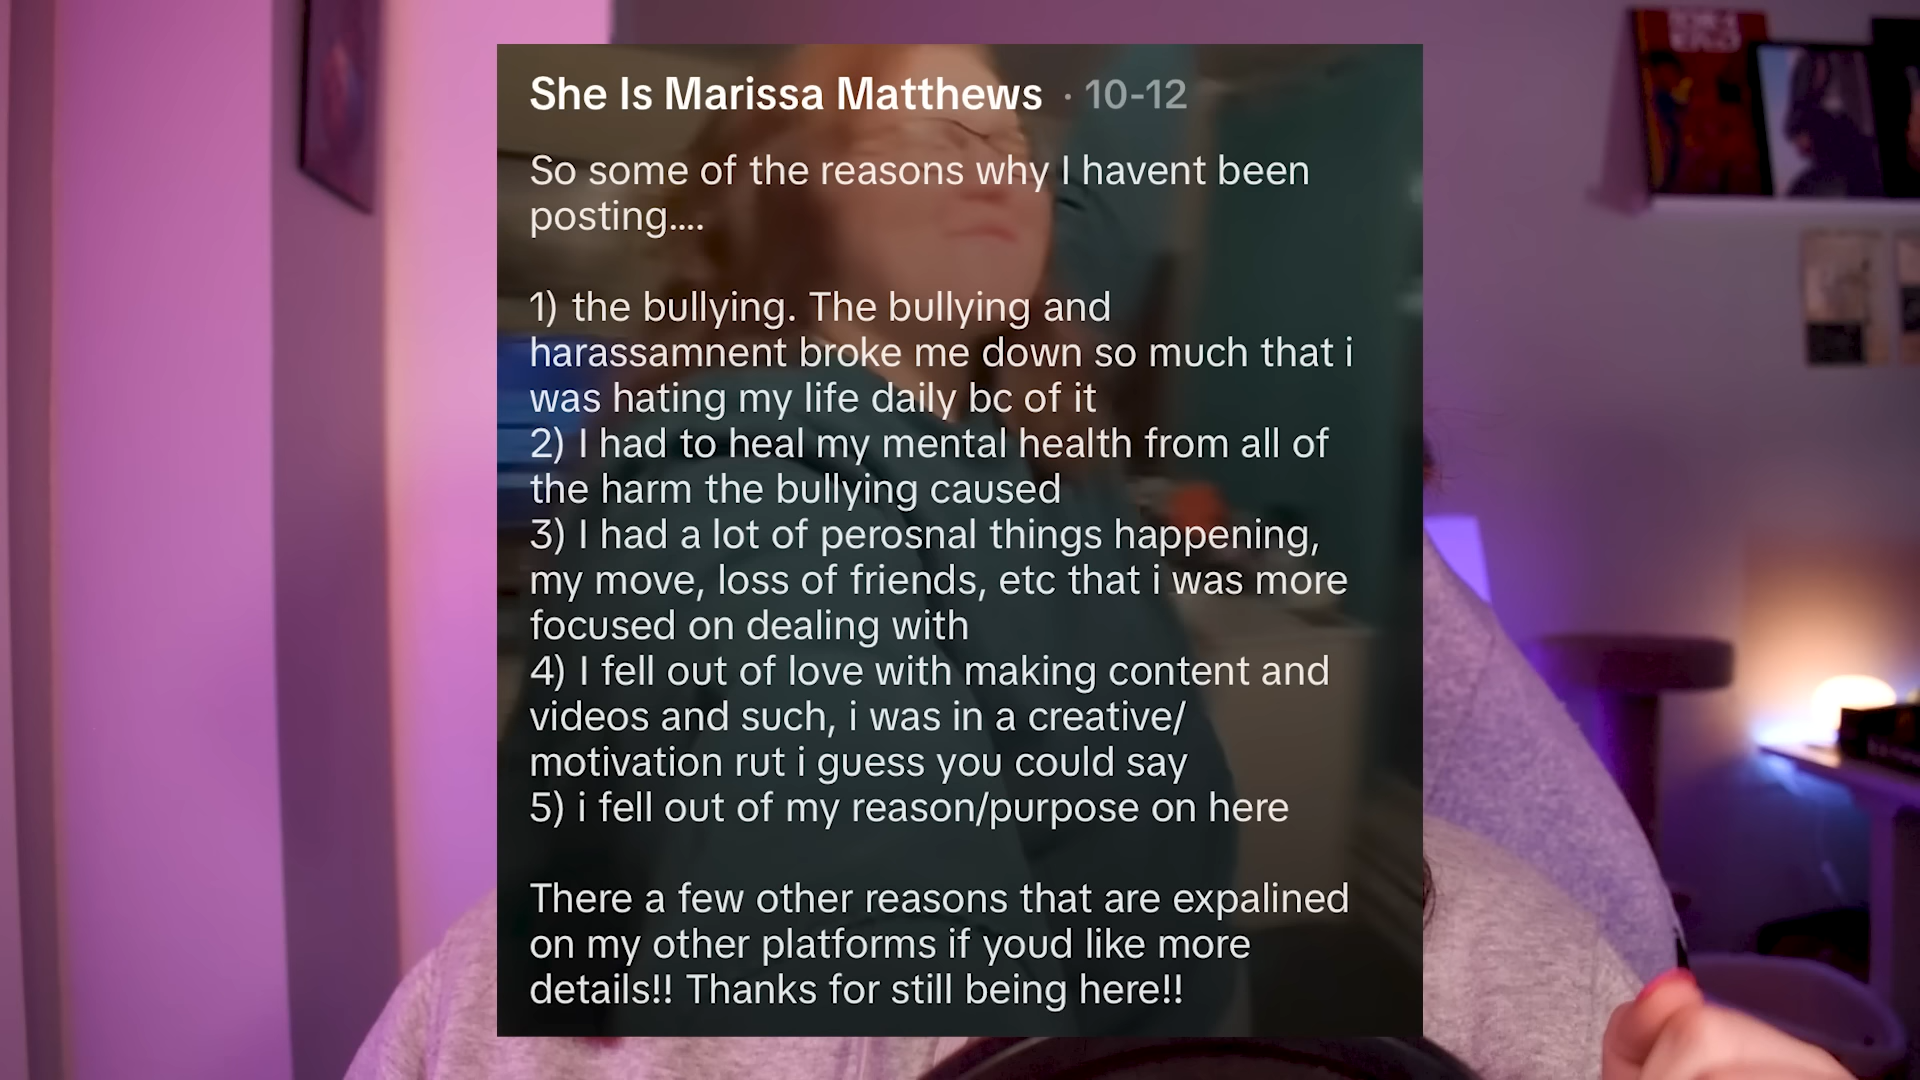 She Is Marissa Matthews · 10-12
So some of the reasons why I havent been
posting....
1) the bullying. The bullying and
harassamnent broke me down so much that i
was hating my life daily bc of it
2) I had to heal my mental health from all of
the harm the bullying caused
3) I had a lot of perosnal things happening,
my move, loss of friends, etc that i was more
focused on dealing with
4) I fell out of love with making content and
videos and such, i was in a creative/
motivation rut i guess you could say
5) i fell out of my reason/purpose on here
There a few other reasons that are expalined
on my other platforms if youd like more
details!! Thanks for still being here!!